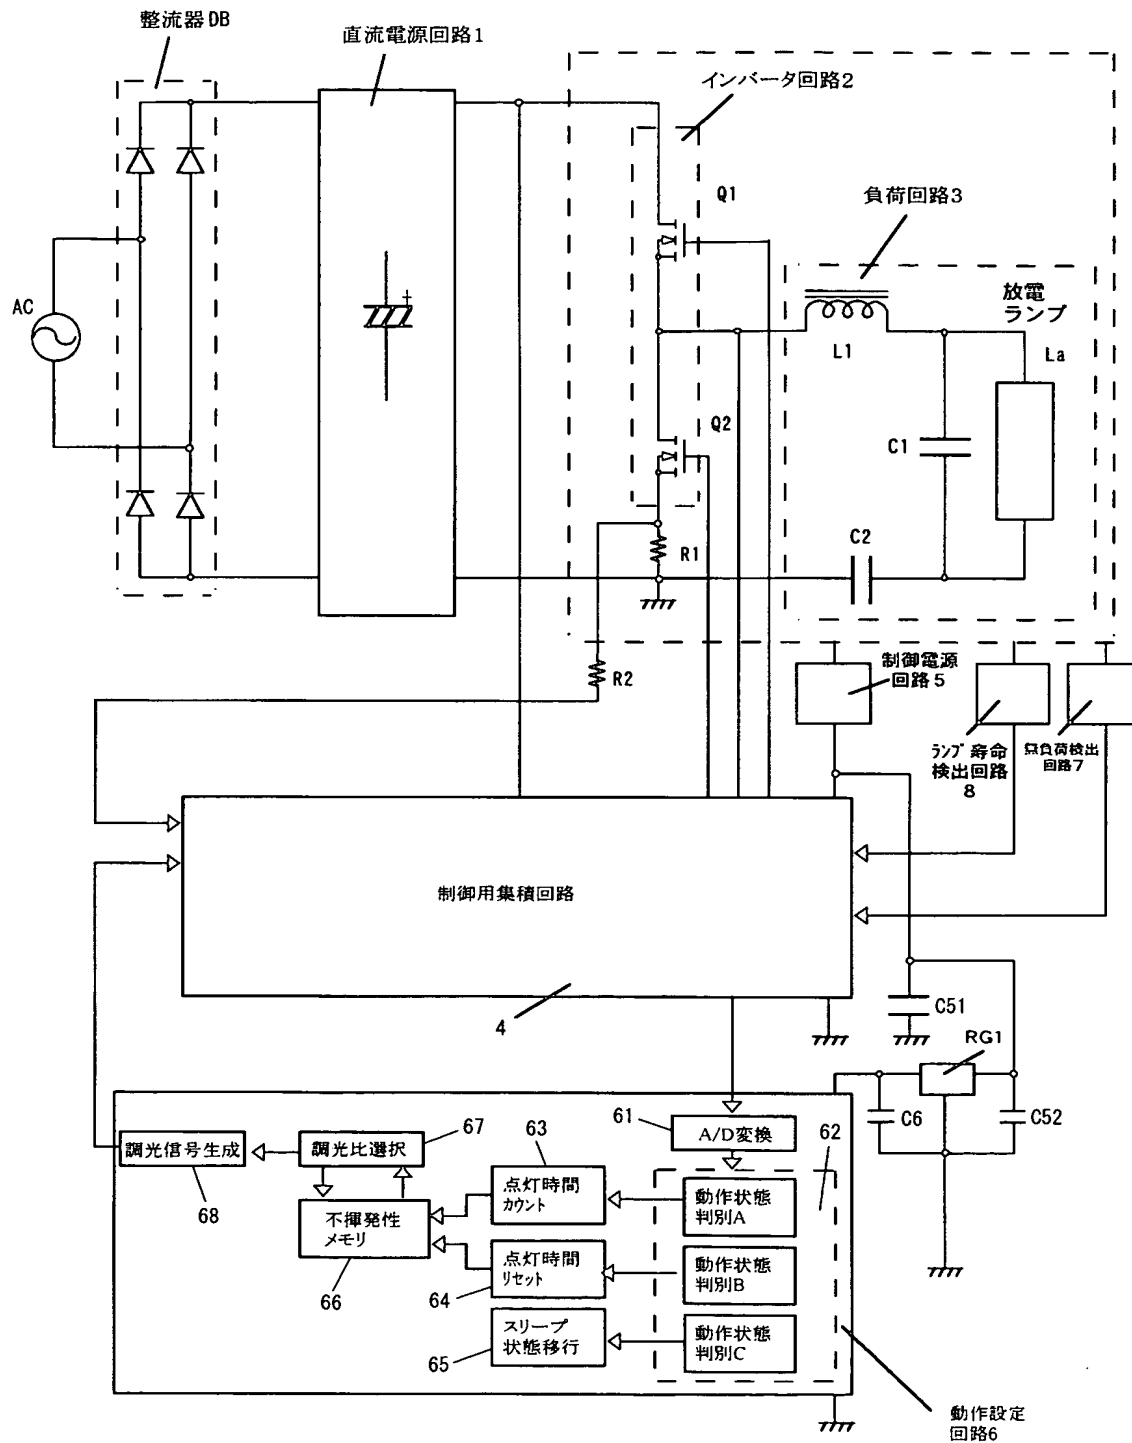 整流器DB
直流電源回路1
インバータ回路2
Q1
負荷回路3
AC
放電
ランプ
L1
La
Q2
C1
R1
C2
R2
制御電源
回路5
ランプ寿命
検出回路
8
無負荷検出
回路7
制御用集積回路
4
C51
RG1
C6
C52
61
A/D変換
62
67
63
調光信号生成
調光比選択
点灯時間
カウント
動作状態
判別A
68
不揮発性
メモリ
66
点灯時間
リセット
64
動作状態
判別B
スリープ
状態移行
65
動作状態
判別C
動作設定
回路6